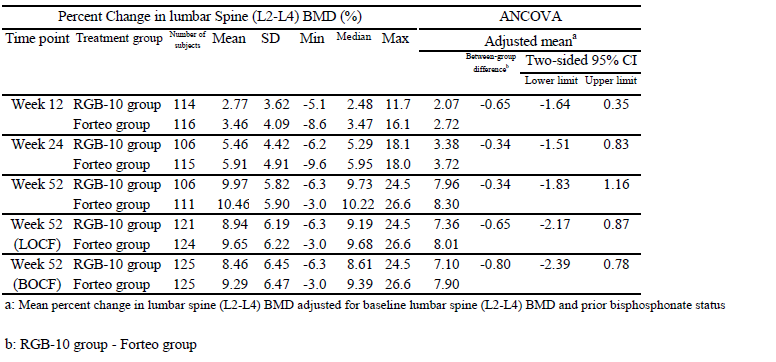 Percent Change in lumbar Spine (L2-L4) BMD (%) ANCOVA
Time point Treatment group Number of subjects Mean SD Min Median Max Adjusted meanᵃ
Between-group differenceᵇ Two-sided 95% CI
Lower limit Upper limit
Week 12 RGB-10 group 114 2.77 3.62 -5.1 2.48 11.7 2.07 -0.65 -1.64 0.35
Forteo group 116 3.46 4.09 -8.6 3.47 16.1 2.72
Week 24 RGB-10 group 106 5.46 4.42 -6.2 5.29 18.1 3.38 -0.34 -1.51 0.83
Forteo group 115 5.91 4.91 -9.6 5.95 18.0 3.72
Week 52 RGB-10 group 106 9.97 5.82 -6.3 9.73 24.5 7.96 -0.34 -1.83 1.16
Forteo group 111 10.46 5.90 -3.0 10.22 26.6 8.30
Week 52 RGB-10 group 121 8.94 6.19 -6.3 9.19 24.5 7.36 -0.65 -2.17 0.87
(LOCF) Forteo group 124 9.65 6.22 -3.0 9.68 26.6 8.01
Week 52 RGB-10 group 125 8.46 6.45 -6.3 8.61 24.5 7.10 -0.80 -2.39 0.78
(BOCF) Forteo group 125 9.29 6.47 -3.0 9.39 26.6 7.90
a: Mean percent change in lumbar spine (L2-L4) BMD adjusted for baseline lumbar spine (L2-L4) BMD and prior bisphosphonate status
b: RGB-10 group - Forteo group